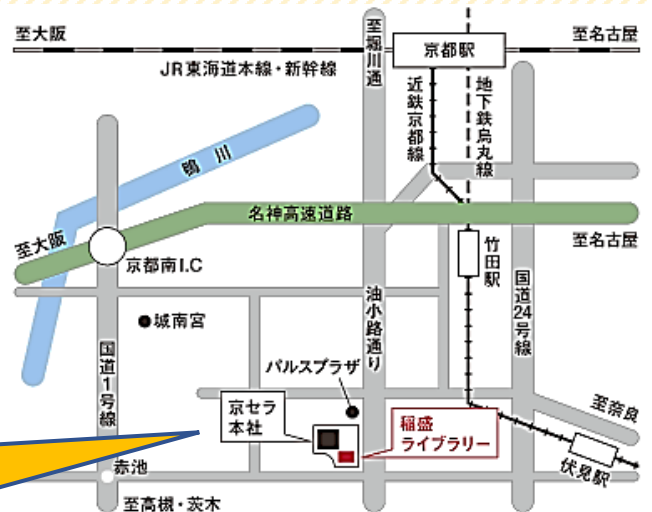 至大阪
至堀川通
京都駅
至名古屋
JR東海道本線・新幹線
近鉄京都線
地下鉄烏丸線
鴨川
名神高速道路
至大阪
至名古屋
京都南I.C
竹田駅
油小路通り
国道24号線
城南宮
国道1号線
パルスプラザ
京セラ
本社
稲盛
ライブラリー
至奈良
伏見駅
赤池
至高槻・茨木